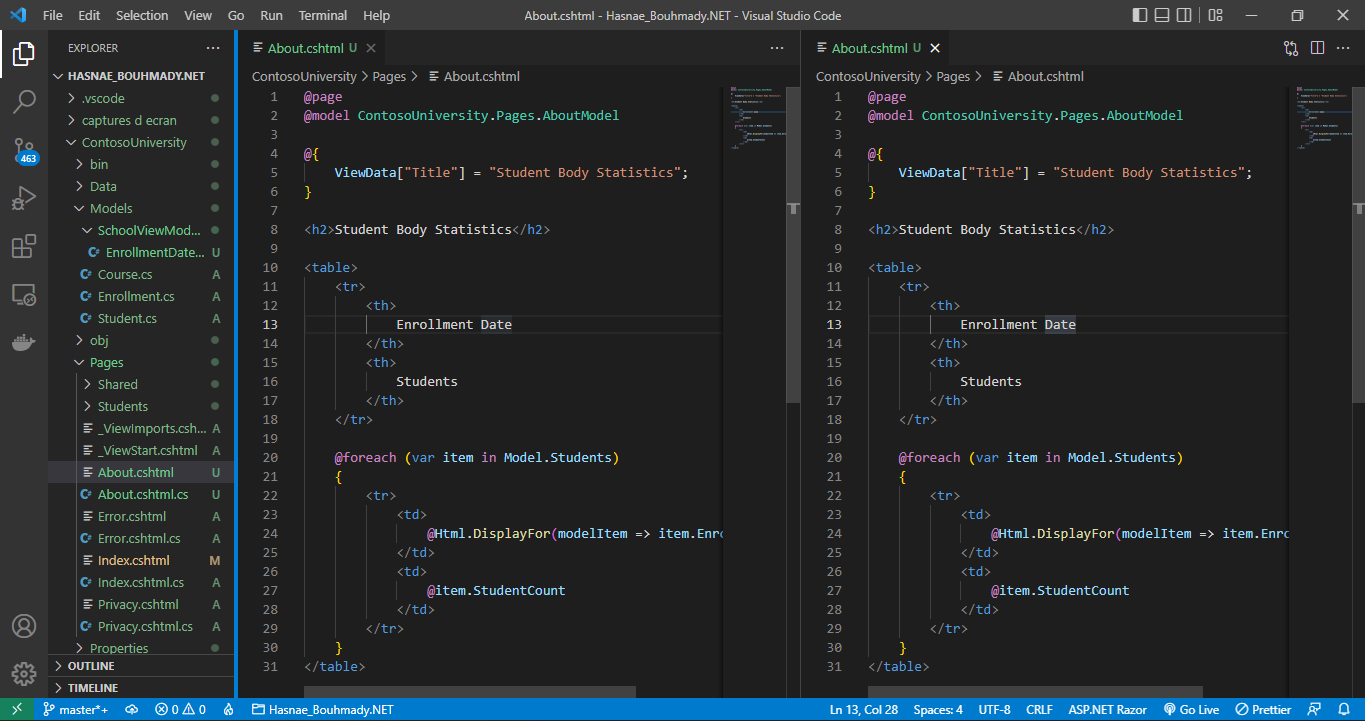 File Edit Selection View Go Run Terminal Help About.cshtml - Hasnae_Bouhmady.NET - Visual Studio Code
EXPLORER ...
HASNAE_BOUHMADY.NET
.vscode
captures d ecran
ContosoUniversity
bin
Data
Models
SchoolViewMod...
EnrollmentDate... U
Course.cs A
Enrollment.cs A
Student.cs A
obj
Pages
Shared
Students
_ViewImports.csh... A
_ViewStart.cshtml A
About.cshtml U
About.cshtml.cs U
Error.cshtml A
Error.cshtml.cs A
Index.cshtml M
Index.cshtml.cs A
Privacy.cshtml A
Privacy.cshtml.cs A
Properties
OUTLINE
TIMELINE
463
About.cshtml U
ContosoUniversity > Pages > About.cshtml
1 @page
2 @model ContosoUniversity.Pages.AboutModel
3
4 @{
5 ViewData["Title"] = "Student Body Statistics";
6 }
7
8 <h2>Student Body Statistics</h2>
9
10 <table>
11 <tr>
12 <th>
13 Enrollment Date
14 </th>
15 <th>
16 Students
17 </th>
18 </tr>
19
20 @foreach (var item in Model.Students)
21 {
22 <tr>
23 <td>
24 @Html.DisplayFor(modelItem => item.Enro
25 </td>
26 <td>
27 @item.StudentCount
28 </td>
29 </tr>
30 }
31 </table>
About.cshtml U
ContosoUniversity > Pages > About.cshtml
1 @page
2 @model ContosoUniversity.Pages.AboutModel
3
4 @{
5 ViewData["Title"] = "Student Body Statistics";
6 }
7
8 <h2>Student Body Statistics</h2>
9
10 <table>
11 <tr>
12 <th>
13 Enrollment Date
14 </th>
15 <th>
16 Students
17 </th>
18 </tr>
19
20 @foreach (var item in Model.Students)
21 {
22 <tr>
23 <td>
24 @Html.DisplayFor(modelItem => item.Enro
25 </td>
26 <td>
27 @item.StudentCount
28 </td>
29 </tr>
30 }
31 </table>
master*+ 0 0 Hasnae_Bouhmady.NET Ln 13, Col 28 Spaces: 4 UTF-8 CRLF ASP.NET Razor Go Live Prettier